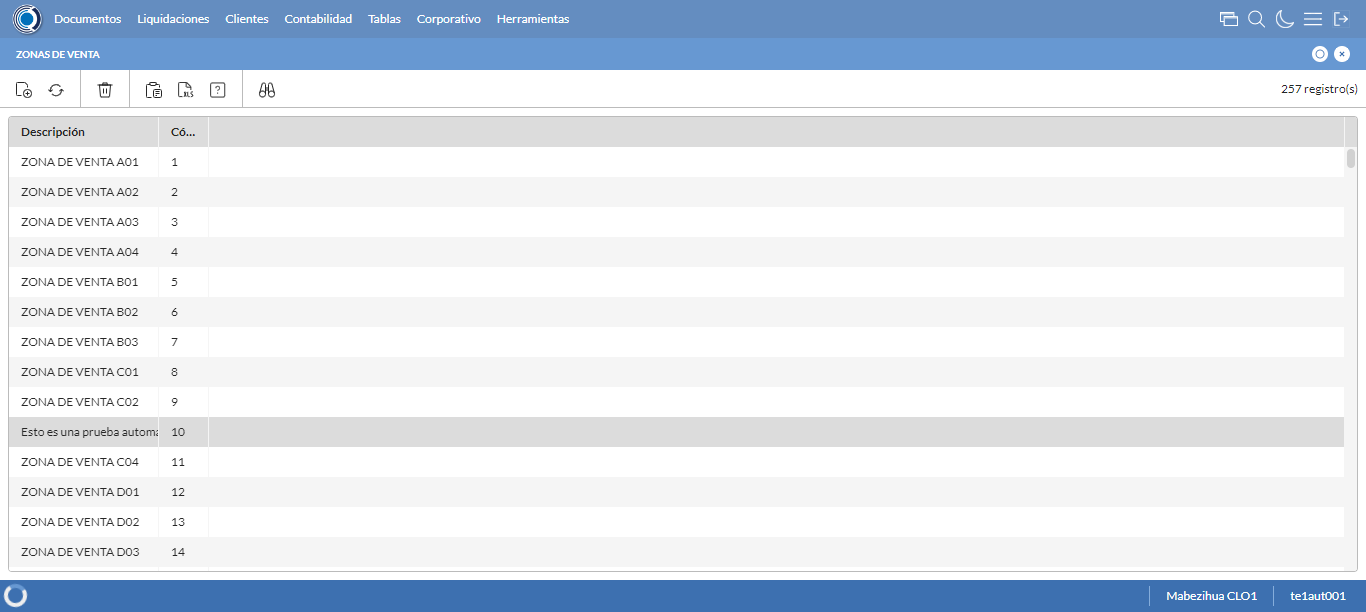 Documentos Liquidaciones Clientes Contabilidad Tablas Corporativo Herramientas
ZONAS DE VENTA
XLS ? 257 registro(s)
Descripción Có...
ZONA DE VENTA A01 1
ZONA DE VENTA A02 2
ZONA DE VENTA A03 3
ZONA DE VENTA A04 4
ZONA DE VENTA B01 5
ZONA DE VENTA B02 6
ZONA DE VENTA B03 7
ZONA DE VENTA C01 8
ZONA DE VENTA C02 9
Esto es una prueba automa 10
ZONA DE VENTA C04 11
ZONA DE VENTA D01 12
ZONA DE VENTA D02 13
ZONA DE VENTA D03 14
Mabezihua CLO1 te1aut001